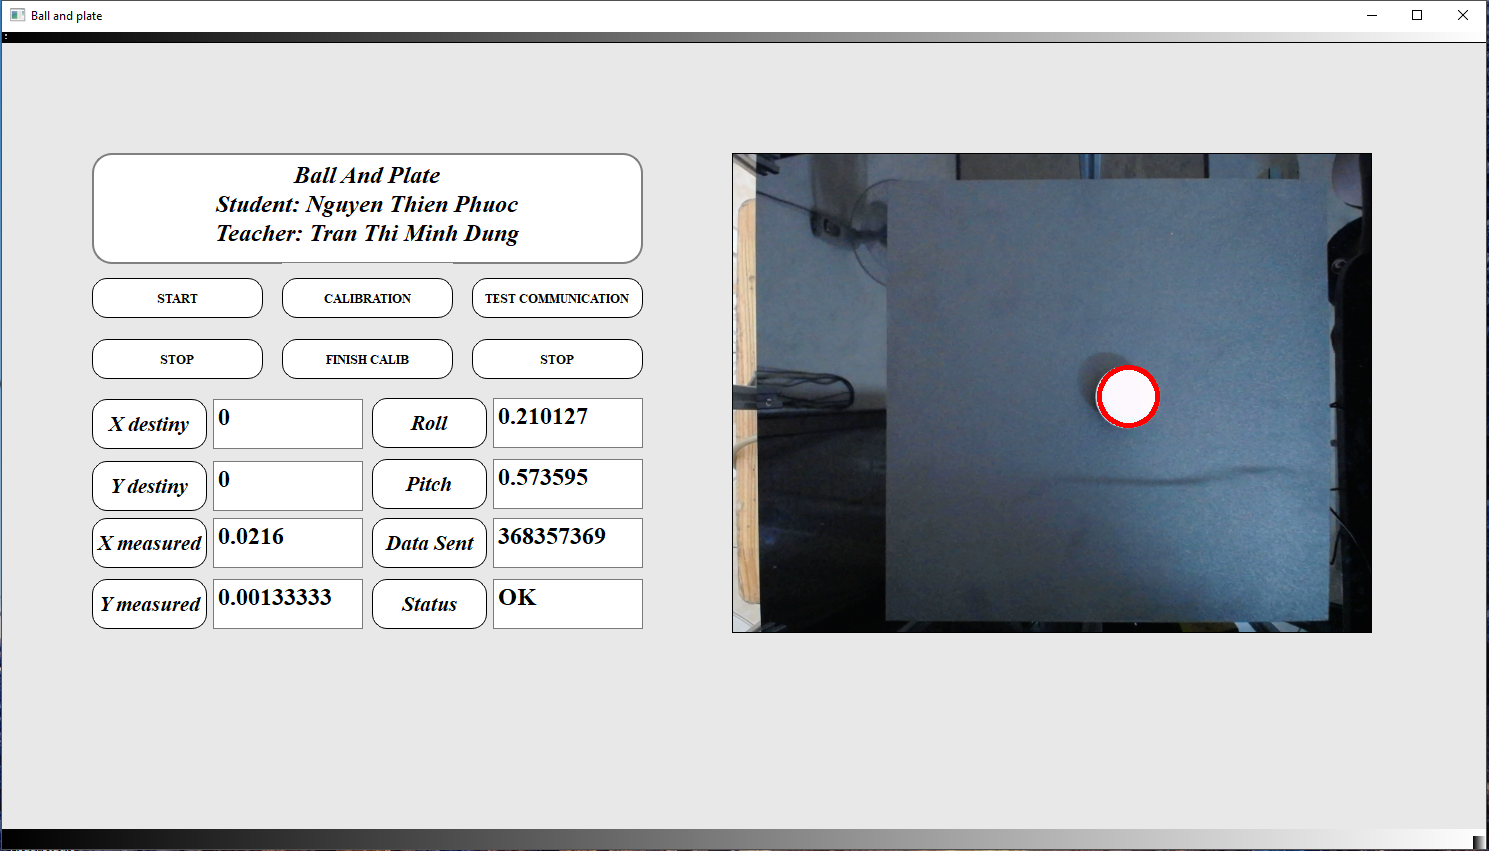 Ball and plate
Ball And Plate
Student: Nguyen Thien Phuoc
Teacher: Tran Thi Minh Dung
START
CALIBRATION
TEST COMMUNICATION
STOP
FINISH CALIB
STOP
X destiny
0
Roll
0.210127
Y destiny
0
Pitch
0.573595
X measured
0.0216
Data Sent
368357369
Y measured
0.00133333
Status
OK